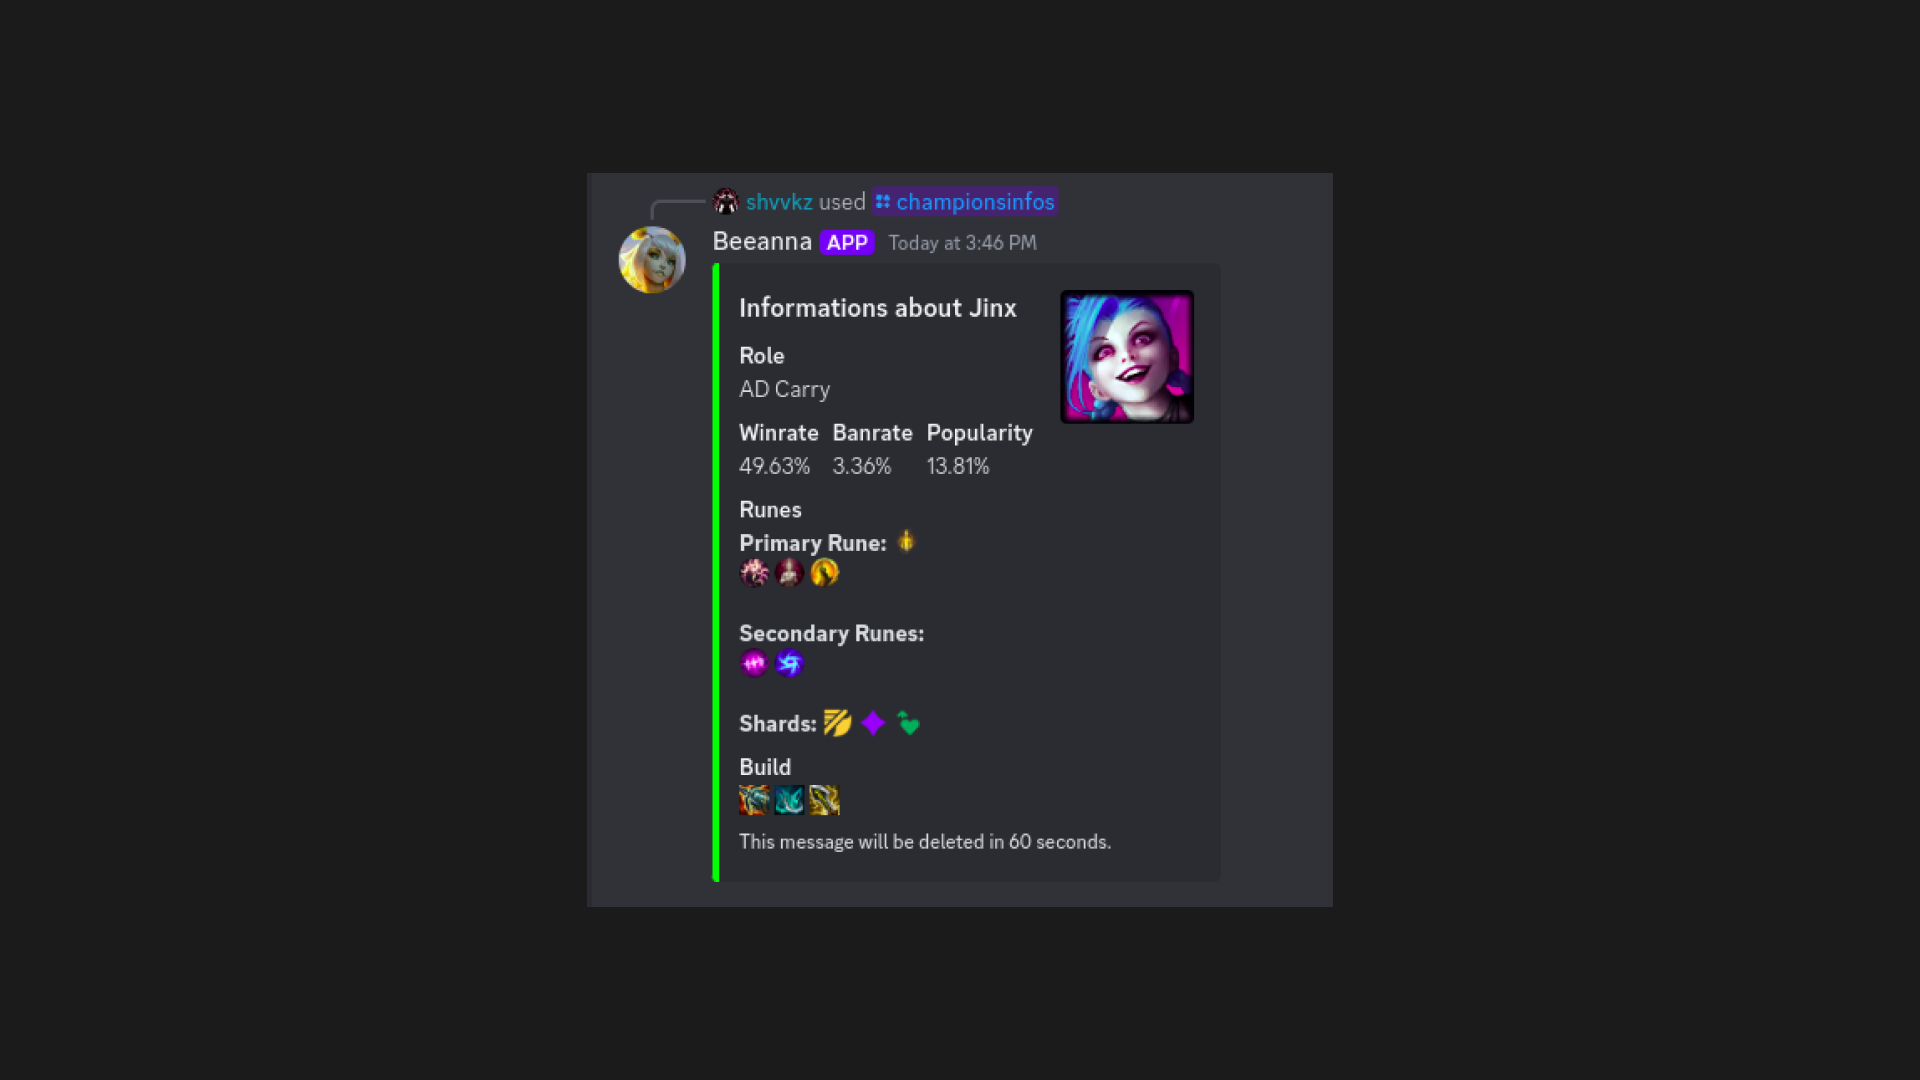 shvvkz used championsinfos
Beeanna APP Today at 3:46 PM
Informations about Jinx
Role
AD Carry
Winrate Banrate Popularity
49.63% 3.36% 13.81%
Runes
Primary Rune:
Secondary Runes:
Shards:
Build
This message will be deleted in 60 seconds.